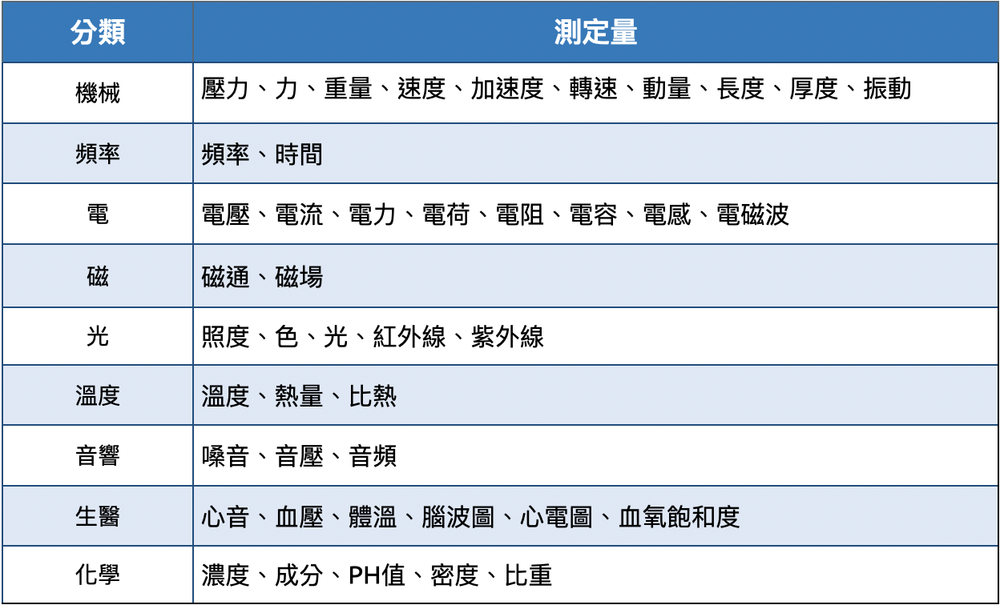 分類 測定量
機械 壓力、力、重量、速度、加速度、轉速、動量、長度、厚度、振動
頻率 頻率、時間
電 電壓、電流、電力、電荷、電阻、電容、電感、電磁波
磁 磁通、磁場
光 照度、色、光、紅外線、紫外線
溫度 溫度、熱量、比熱
音響 嗓音、音壓、音頻
生醫 心音、血壓、體溫、腦波圖、心電圖、血氧飽和度
化學 濃度、成分、PH值、密度、比重